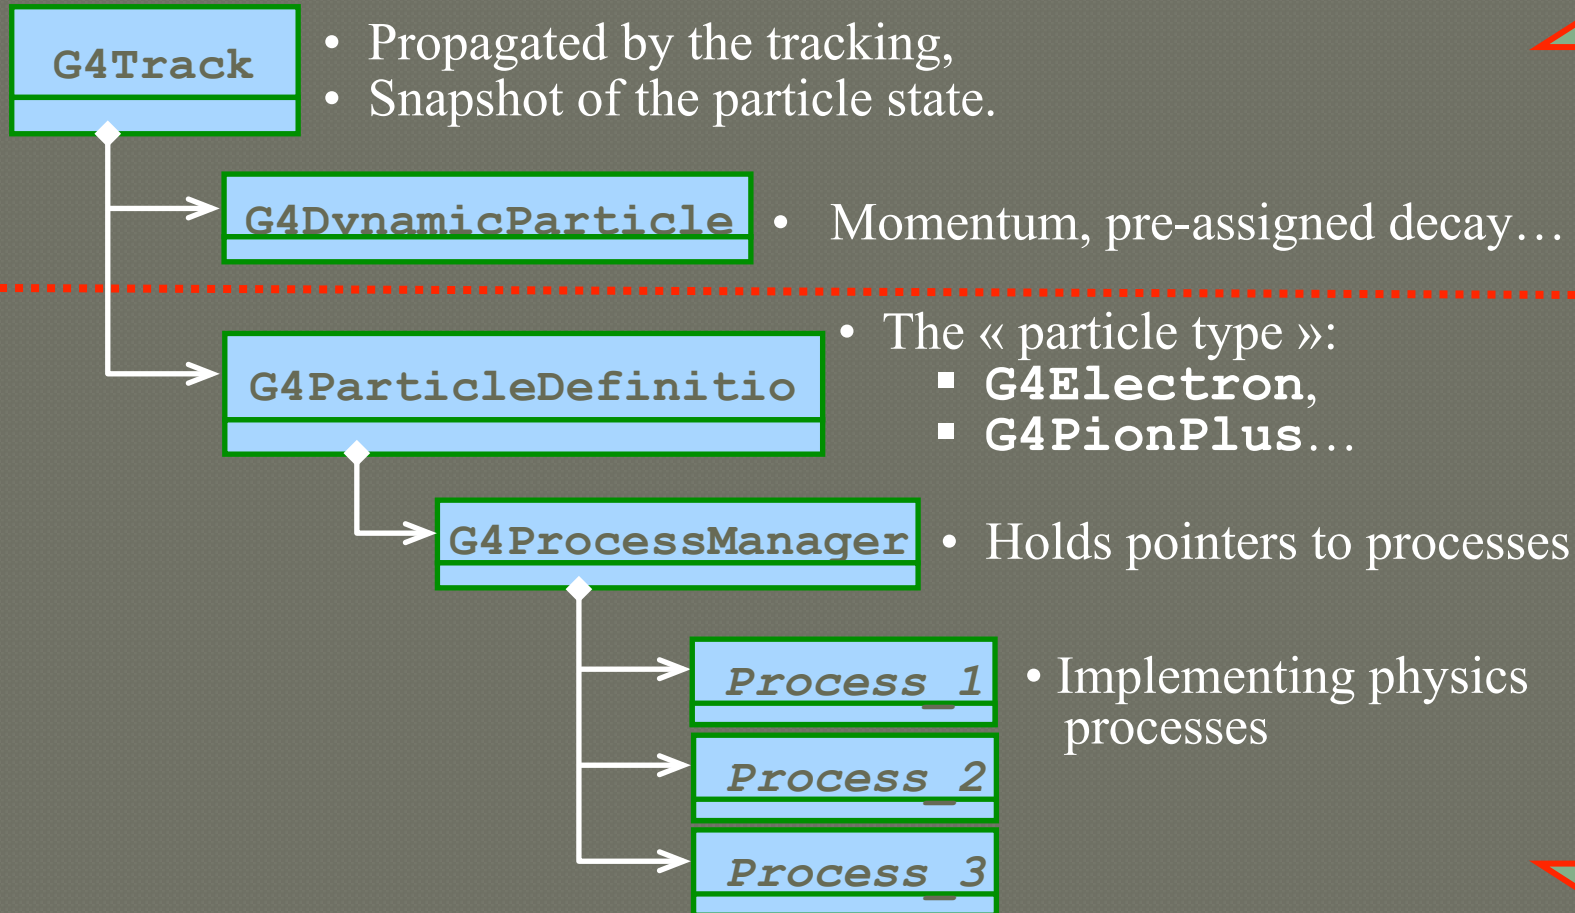 G4Track
• Propagated by the tracking,
• Snapshot of the particle state.
G4DynamicParticle
• Momentum, pre-assigned decay…
G4ParticleDefinitio
• The « particle type »:
▪ G4Electron,
▪ G4PionPlus…
G4ProcessManager
• Holds pointers to processes
Process_1
• Implementing physics
processes
Process_2
Process_3